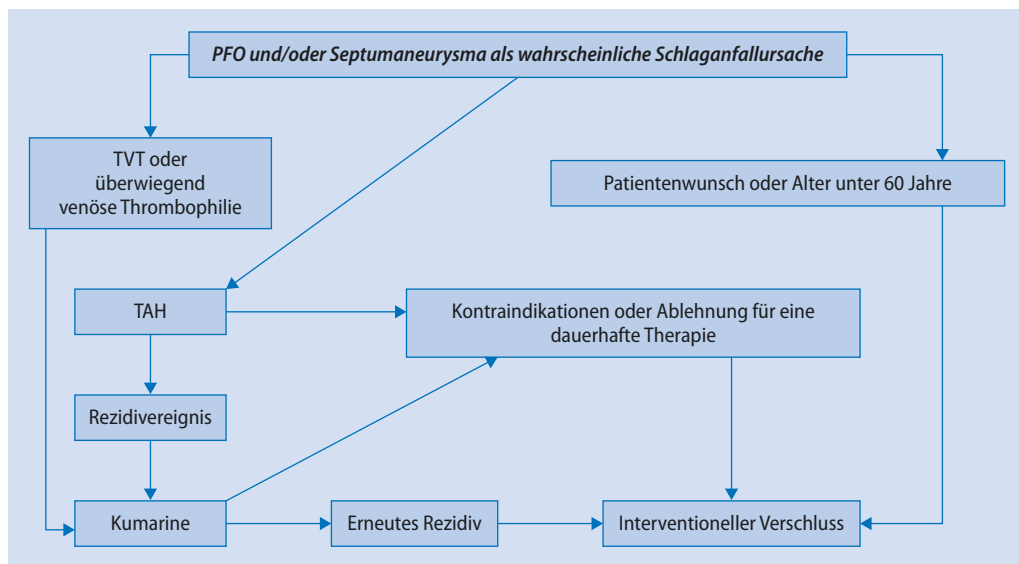 PFO und/oder Septumaneurysma als wahrscheinliche Schlaganfallursache
TVT oder
überwiegend
venöse Thrombophilie
Patientenwunsch oder Alter unter 60 Jahre
TAH
Kontraindikationen oder Ablehnung für eine
dauerhafte Therapie
Rezidivereignis
Kumarine
Erneutes Rezidiv
Interventioneller Verschluss